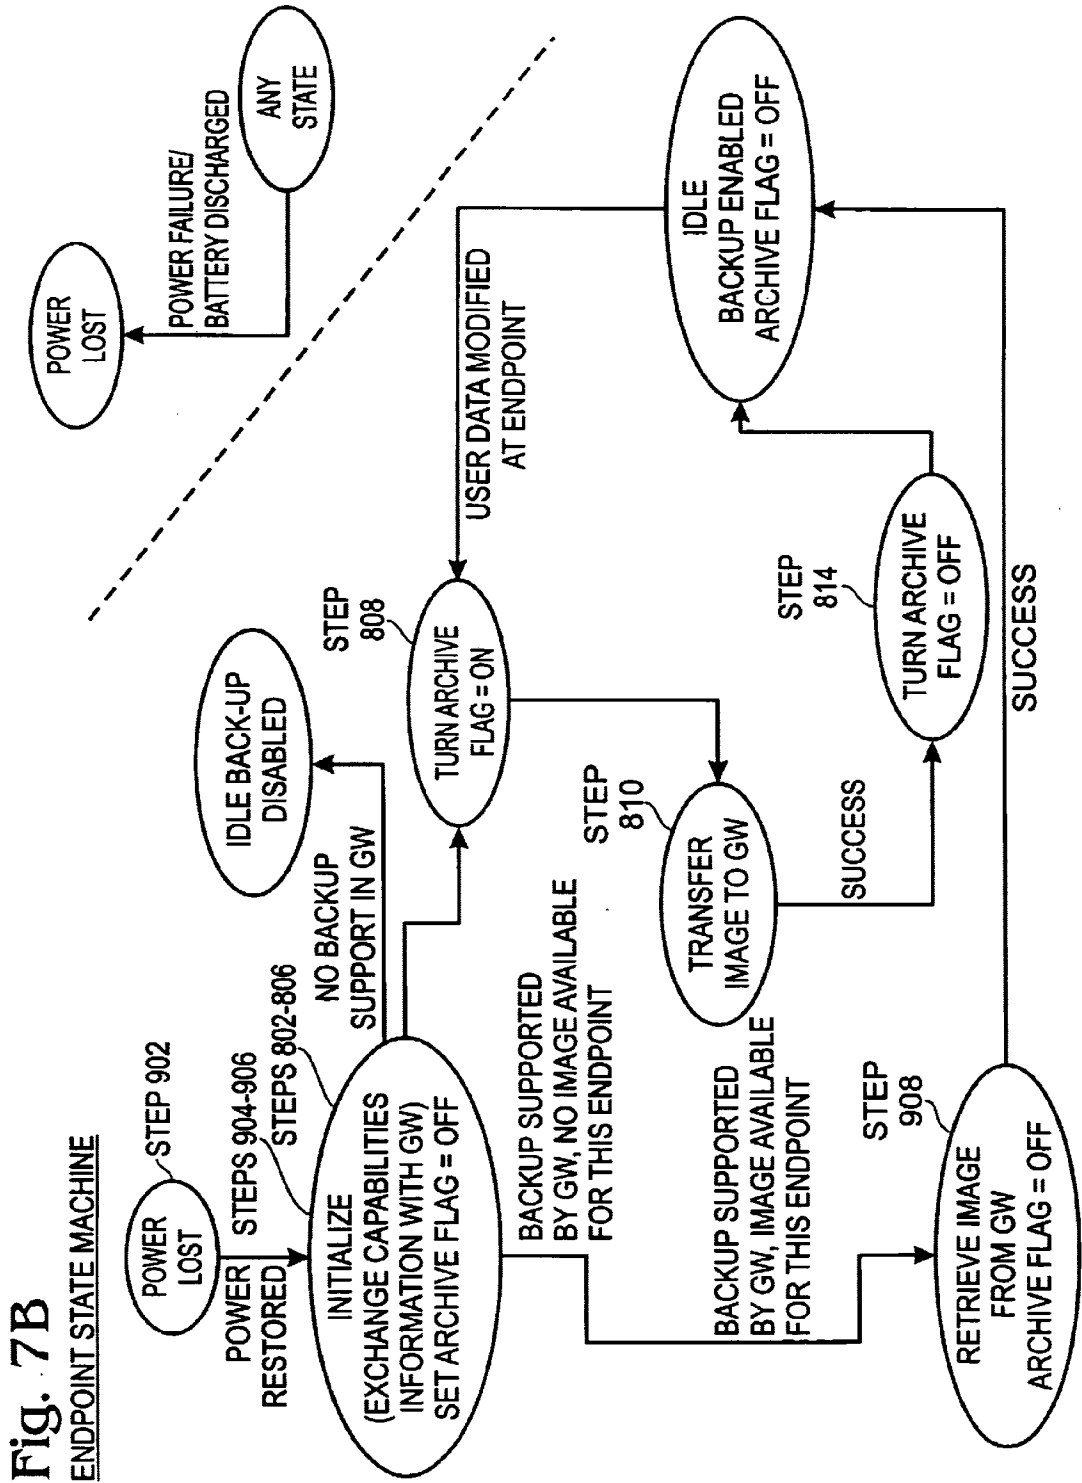 Fig. 7B
ENDPOINT STATE MACHINE
POWER
LOST
STEP 902
POWER
RESTORED
STEPS 904-906
STEPS 802-806
INITIALIZE
(EXCHANGE CAPABILITIES
INFORMATION WITH GW)
SET ARCHIVE FLAG = OFF
NO BACKUP
SUPPORT IN GW
IDLE BACK-UP
DISABLED
BACKUP SUPPORTED
BY GW, NO IMAGE AVAILABLE
FOR THIS ENDPOINT
STEP
808
TURN ARCHIVE
FLAG = ON
USER DATA MODIFIED
AT ENDPOINT
STEP
810
TRANSFER
IMAGE TO GW
SUCCESS
STEP
814
TURN ARCHIVE
FLAG = OFF
IDLE
BACKUP ENABLED
ARCHIVE FLAG = OFF
BACKUP SUPPORTED
BY GW, IMAGE AVAILABLE
FOR THIS ENDPOINT
STEP
908
RETRIEVE IMAGE
FROM GW
ARCHIVE FLAG = OFF
SUCCESS
POWER
LOST
POWER FAILURE/
BATTERY DISCHARGED
ANY
STATE